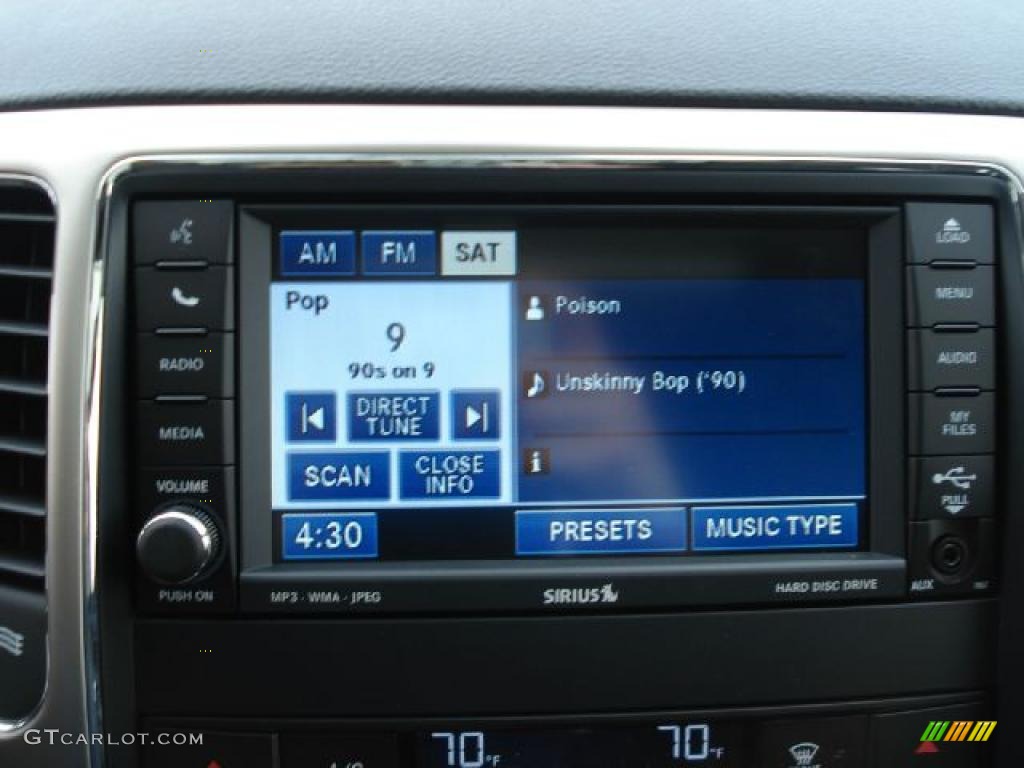 AM FM SAT
LOAD
Pop
Poison
MENU
9
RADIO
90s on 9
AUDIO
Unskinny Bop ('90)
DIRECT TUNE
MY FILES
MEDIA
SCAN
CLOSE INFO
i
VOLUME
PULL
4:30
PRESETS
MUSIC TYPE
PUSH ON
MP3 · WMA · JPEG
SIRIUS
HARD DISC DRIVE
AUX
GTCARLOT.COM
70°F
70°F